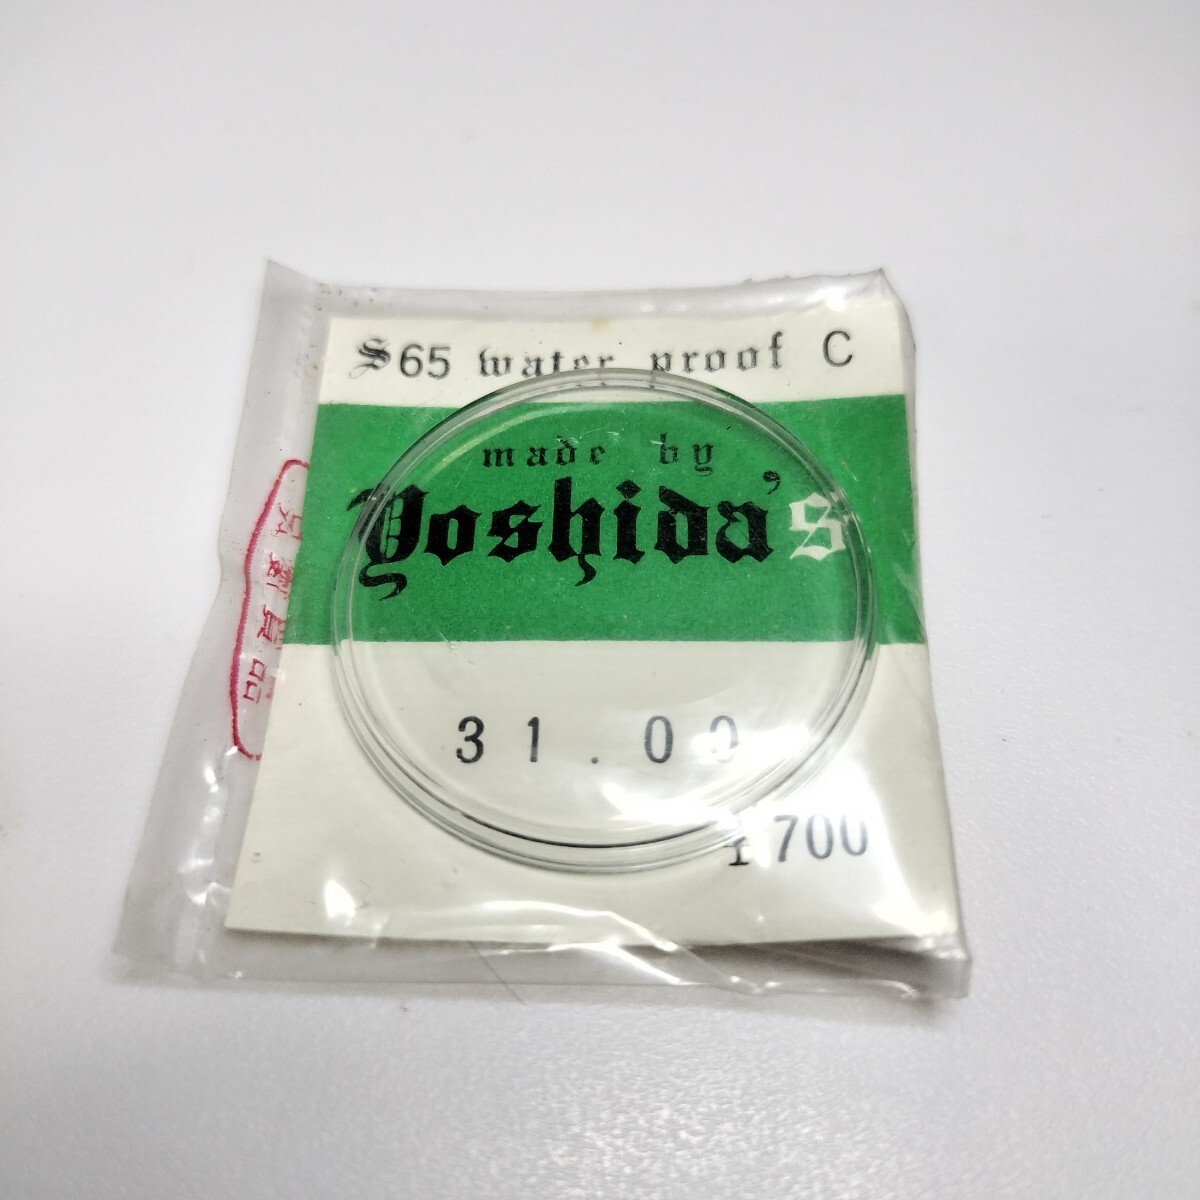 S65 water proof C
made by
Yoshida's
31.00
¥700